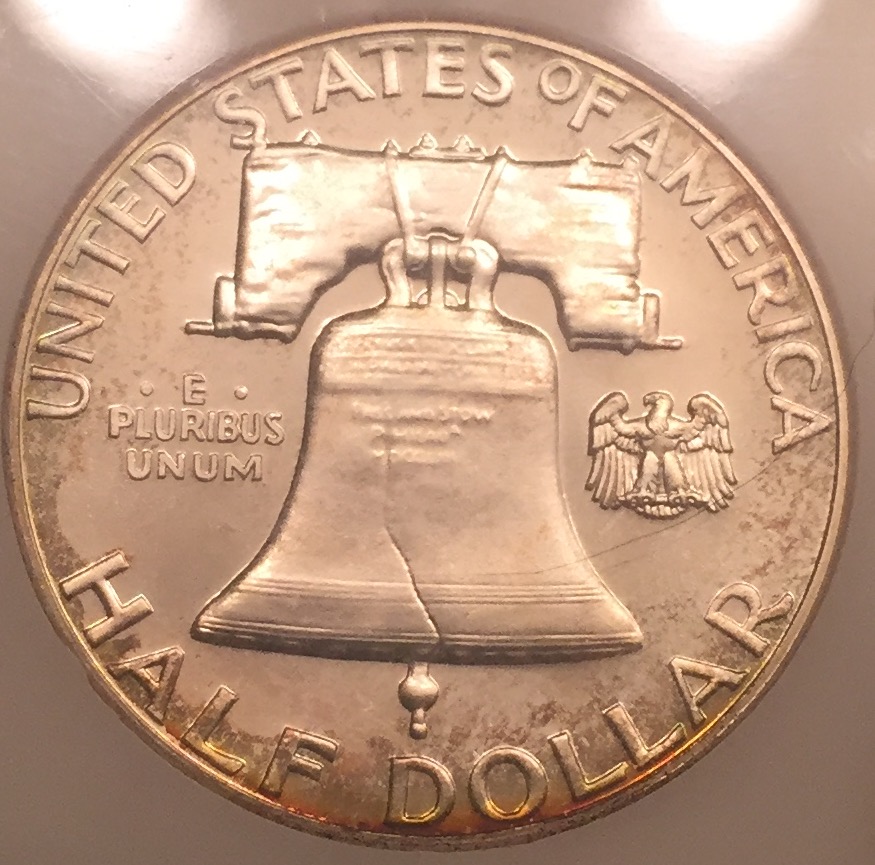 UNITED STATES OF AMERICA
· E ·
PLURIBUS
UNUM
HALF DOLLAR